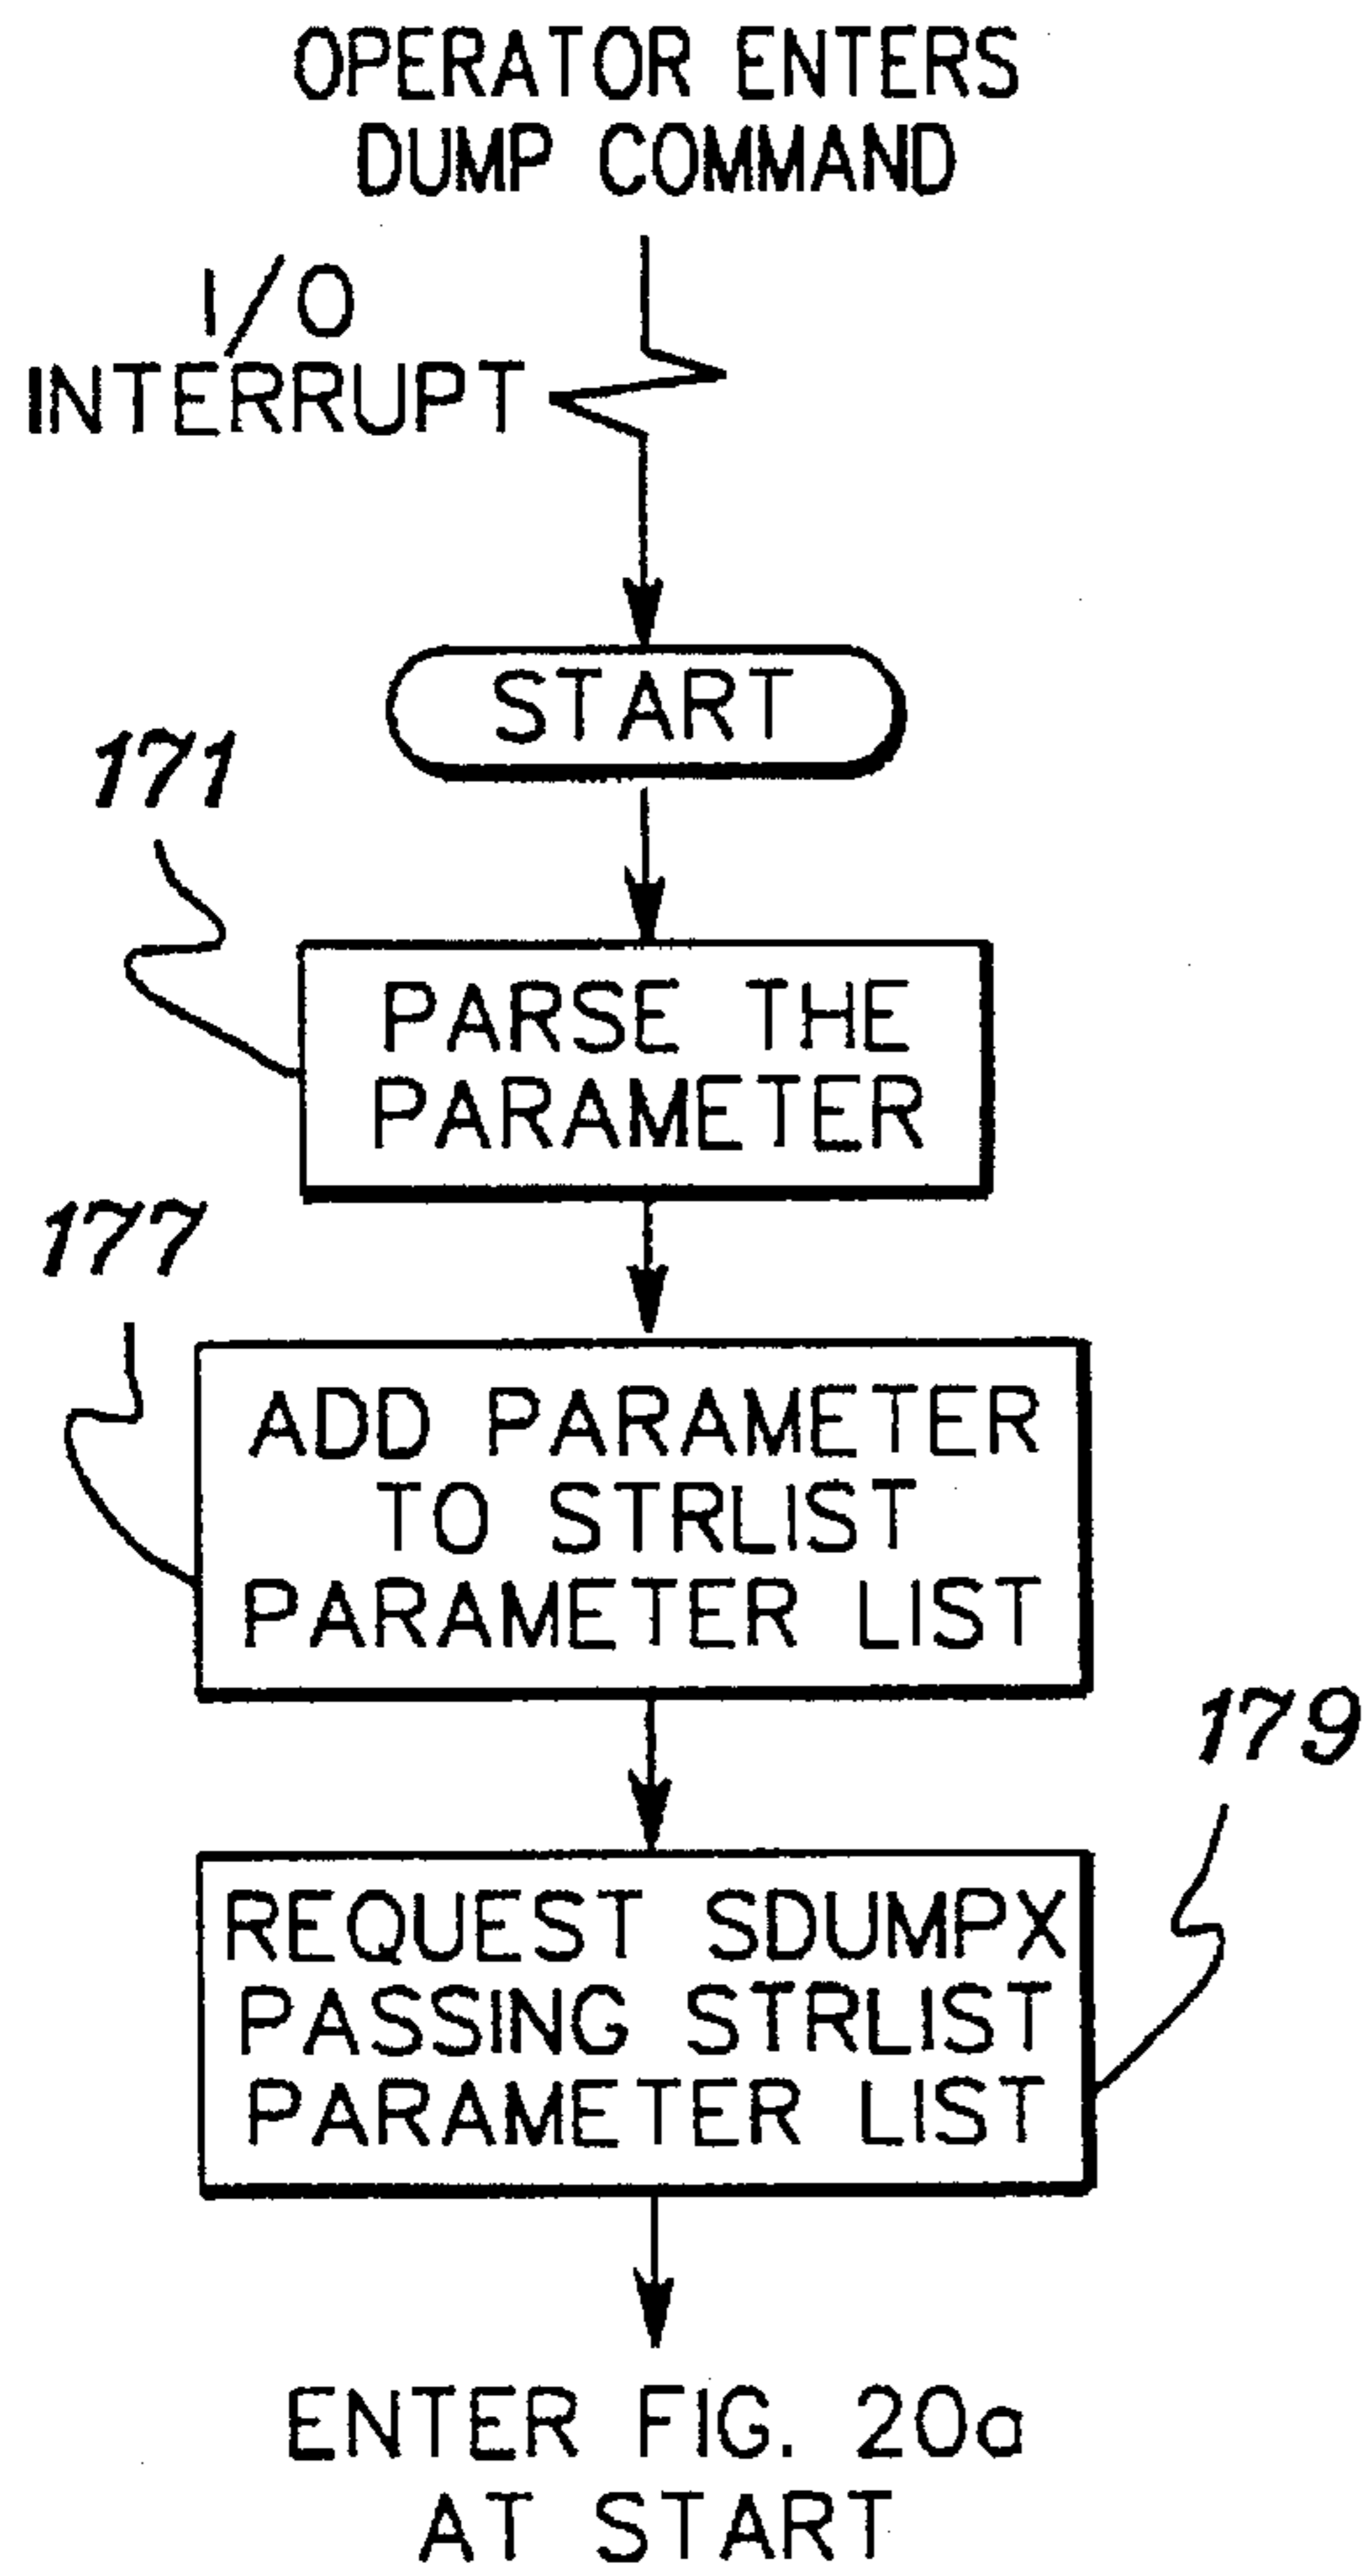 OPERATOR ENTERS
DUMP COMMAND
I/O
INTERRUPT
START
171
PARSE THE
PARAMETER
177
ADD PARAMETER
TO STRLIST
PARAMETER LIST
179
REQUEST SDUMPX
PASSING STRLIST
PARAMETER LIST
ENTER FIG. 20a
AT START